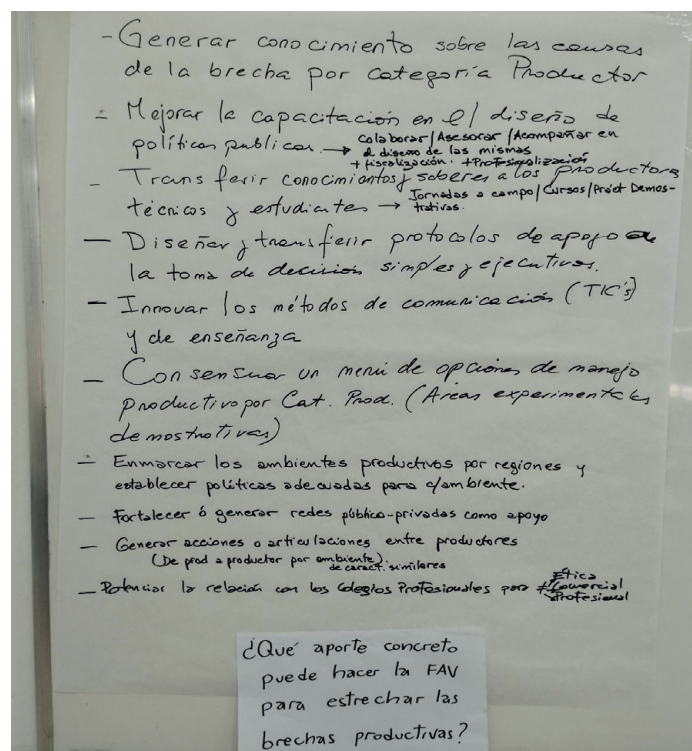 - Generar conocimiento sobre las causas
de la brecha por categoría Productor
- Mejorar la capacitación en el diseño de
políticas publicas. → Colaborar/Asesorar/Acompañar en
el diseño de las mismas
+ fiscalización. + Profesionalización
- Transferir conocimientos y saberes a los productores
técnicos y estudiantes → Jornadas a campo/Cursos/Proict Demos-
trativas.
- Diseñar y transferir protocolos de apoyo a
la toma de decisión simples y ejecutivos.
- Innovar los métodos de comunicación (TIC's)
y de enseñanza
- Consensuar un menú de opciones de manejo
productivo por Cat. Prod. (Areas experimentales
demostrativas)
- Enmarcar los ambientes productivos por regiones y
establecer políticas adecuadas para c/ambiente.
- Fortalecer ó generar redes público-privadas como apoyo
- Generar acciones o articulaciones entre productores
(De prod a productor por ambiente)
de caract. similares
- Potenciar la relación con los Colegios Profesionales para + Etica
Comercial
Profesional
¿Qué aporte concreto
puede hacer la FAV
para estrechar las
brechas productivas?